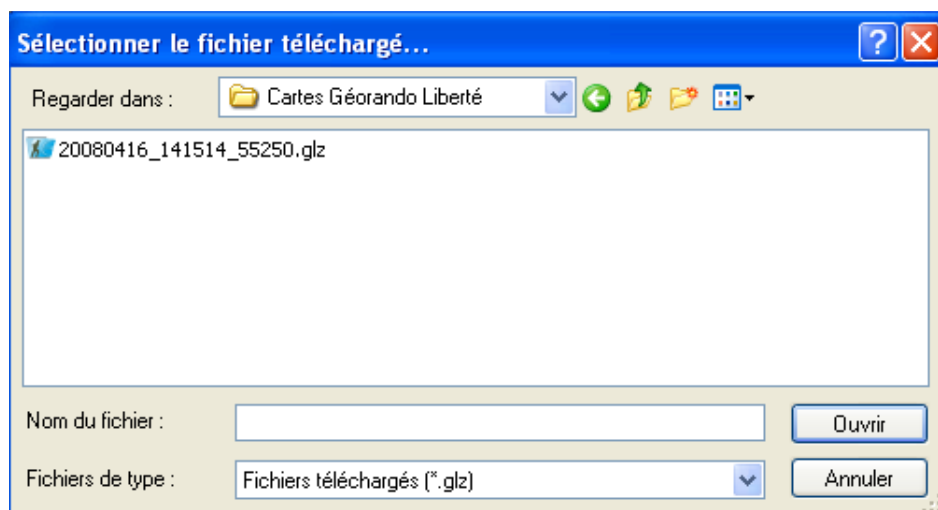 Sélectionner le fichier téléchargé...
Regarder dans : Cartes Géorando Liberté
20080416_141514_55250.glz
Nom du fichier : Ouvrir
Fichiers de type : Fichiers téléchargés (*.glz) Annuler